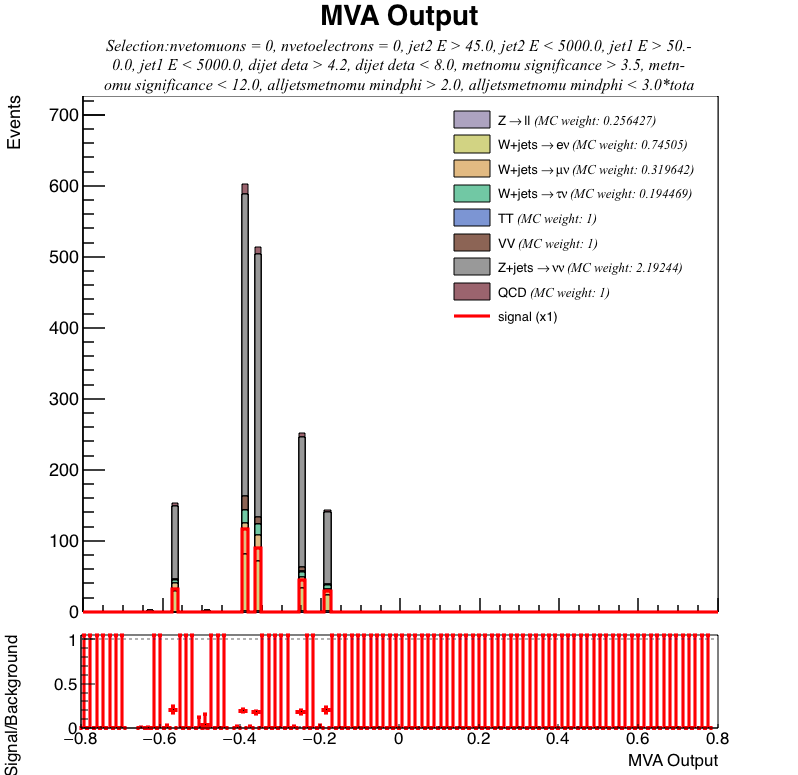 MVA Output
Selection:nvetomuons = 0, nvetoelectrons = 0, jet2 E > 45.0, jet2 E < 5000.0, jet1 E > 50.-
0.0, jet1 E < 5000.0, dijet deta > 4.2, dijet deta < 8.0, metnomu significance > 3.5, metn-
omu significance < 12.0, alljetsmetnomu mindphi > 2.0, alljetsmetnomu mindphi < 3.0*tota
Events
700
600
500
400
300
200
100
0
Z→ll (MC weight: 0.256427)
W+jets→eν (MC weight: 0.74505)
W+jets→μν (MC weight: 0.319642)
W+jets→τν (MC weight: 0.194469)
TT (MC weight: 1)
VV (MC weight: 1)
Z+jets→νν (MC weight: 2.19244)
QCD (MC weight: 1)
signal (x1)
Signal/Background
1
0.5
0
−0.8 −0.6 −0.4 −0.2 0 0.2 0.4 0.6 0.8
MVA Output